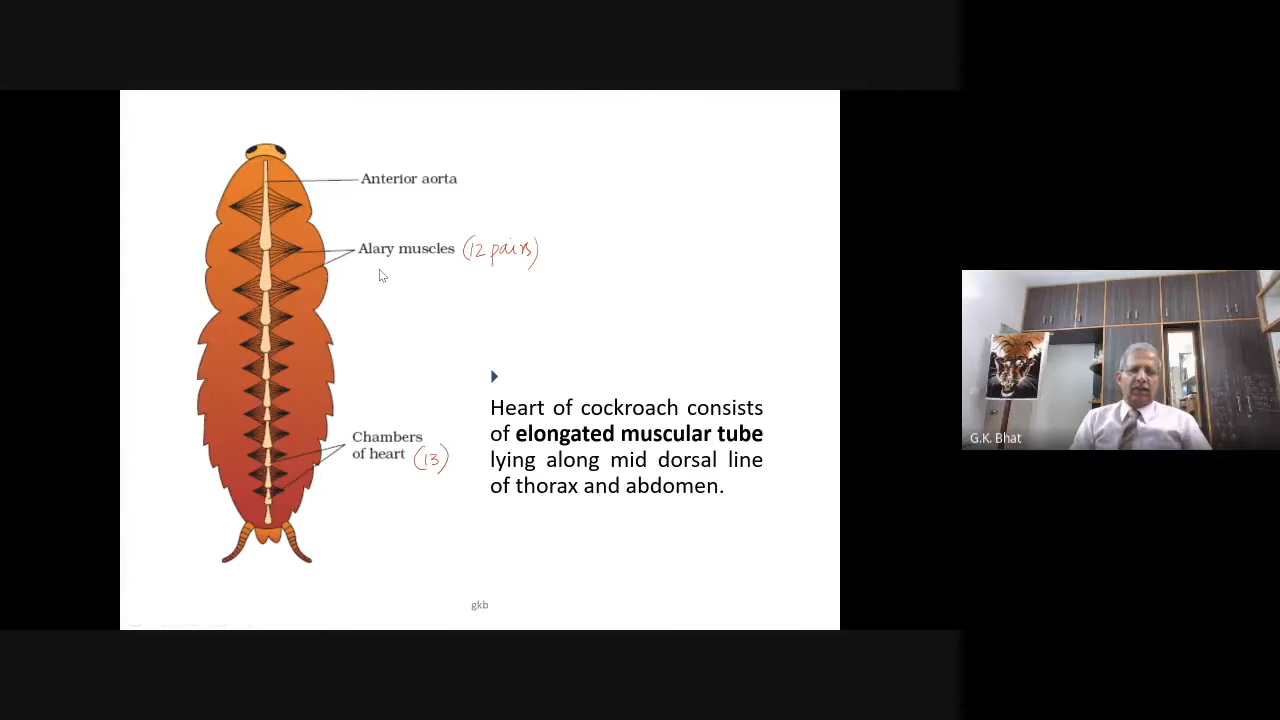 Anterior aorta
Alary muscles (12 pairs)
Chambers
of heart (13)
Heart of cockroach consists
of elongated muscular tube
lying along mid dorsal line
of thorax and abdomen.
gkb
G.K. Bhat